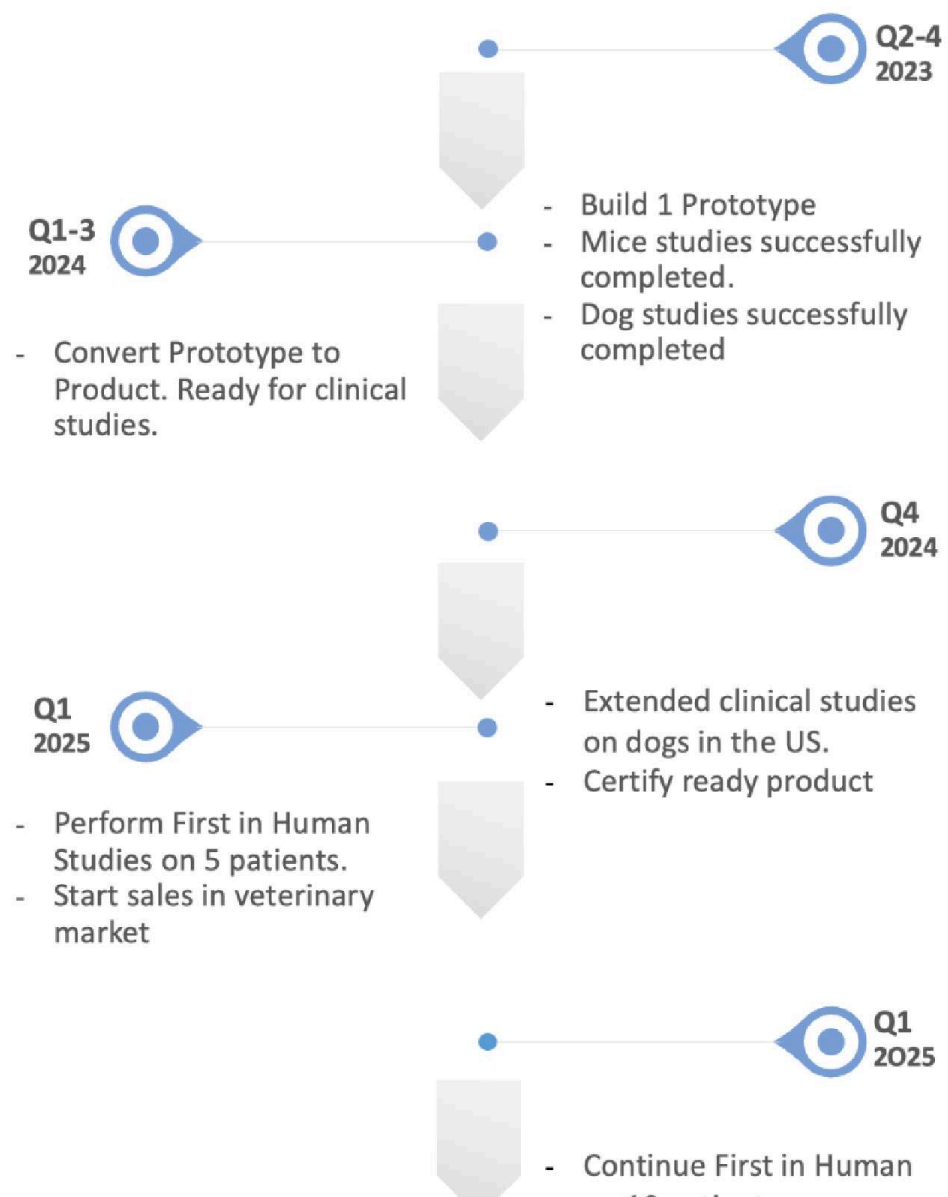 Q2-4
2023
- Build 1 Prototype
- Mice studies successfully
completed.
- Dog studies successfully
completed
Q1-3
2024
- Convert Prototype to
Product. Ready for clinical
studies.
Q4
2024
- Extended clinical studies
on dogs in the US.
- Certify ready product
Q1
2025
- Perform First in Human
Studies on 5 patients.
- Start sales in veterinary
market
Q1
2O25
- Continue First in Human